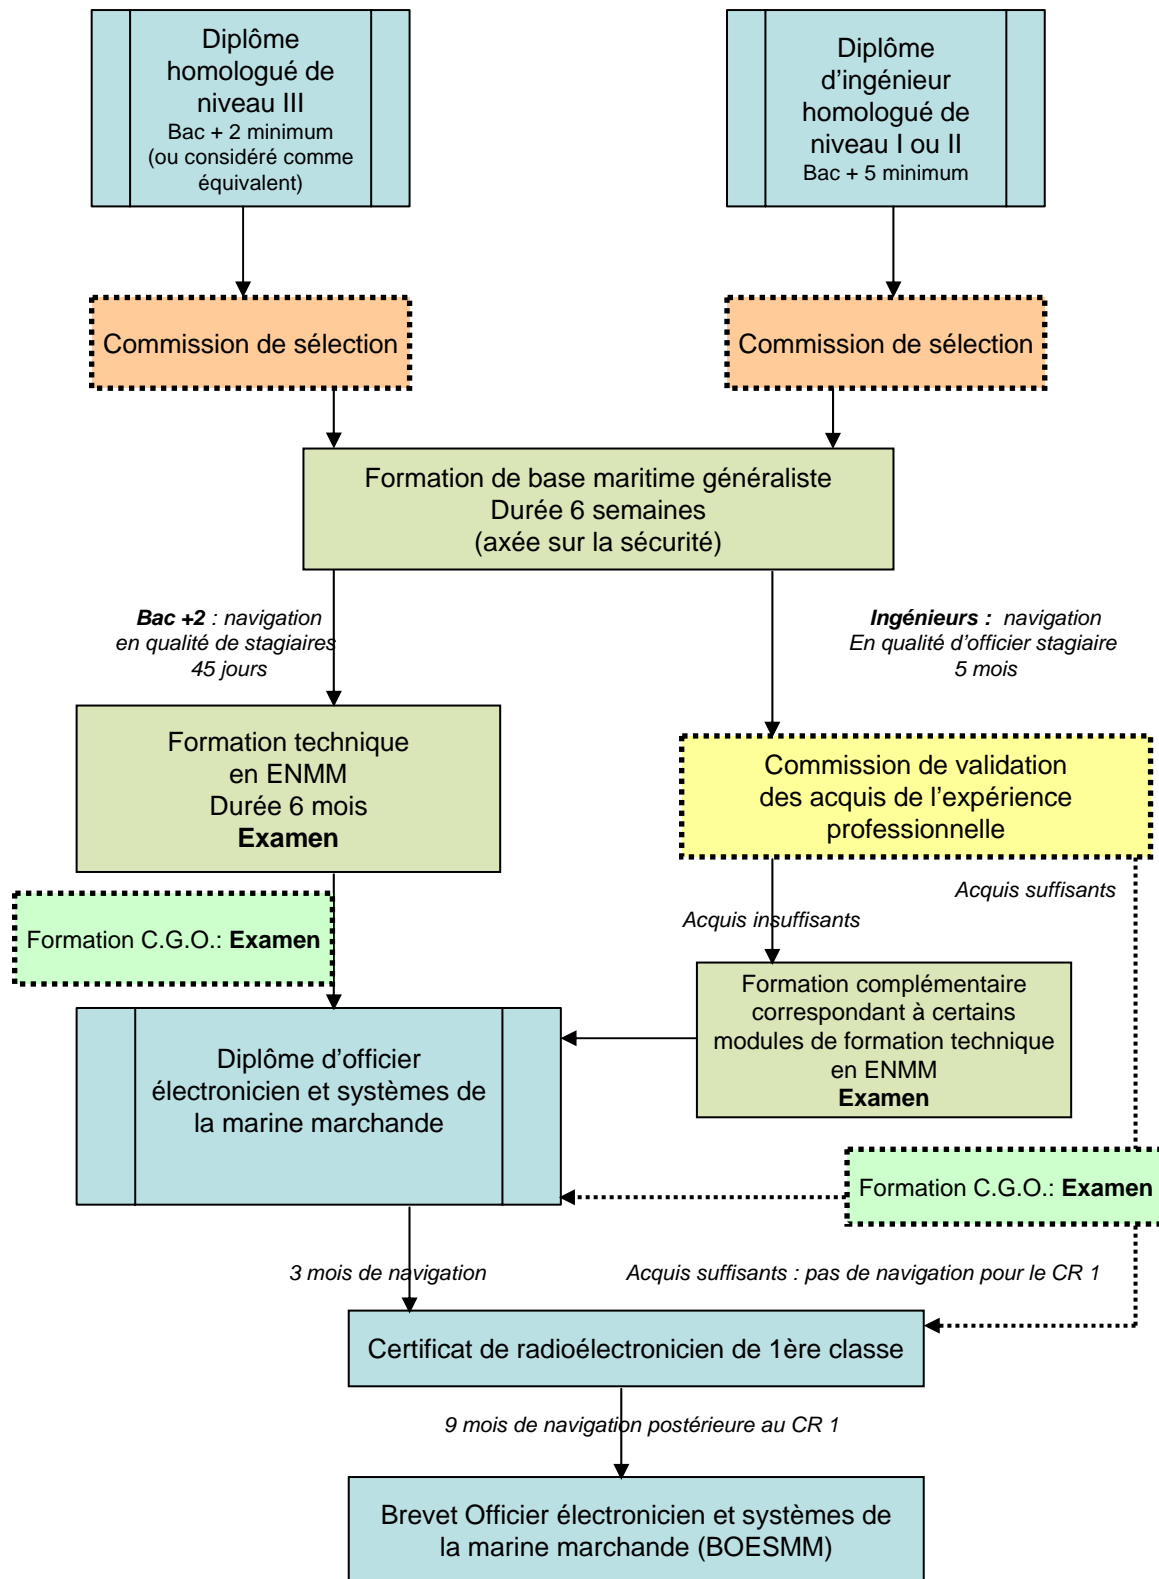 Diplôme
homologué de
niveau III
Bac + 2 minimum
(ou considéré comme
équivalent)
Diplôme
d'ingénieur
homologué de
niveau I ou II
Bac + 5 minimum
Commission de sélection
Commission de sélection
Formation de base maritime généraliste
Durée 6 semaines
(axée sur la sécurité)
Bac +2 : navigation
en qualité de stagiaires
45 jours
Ingénieurs : navigation
En qualité d'officier stagiaire
5 mois
Formation technique
en ENMM
Durée 6 mois
Examen
Commission de validation
des acquis de l'expérience
professionnelle
Acquis suffisants
Acquis insuffisants
Formation C.G.O.: Examen
Formation complémentaire
correspondant à certains
modules de formation technique
en ENMM
Examen
Diplôme d'officier
électronicien et systèmes de
la marine marchande
Formation C.G.O.: Examen
3 mois de navigation
Acquis suffisants : pas de navigation pour le CR 1
Certificat de radioélectronicien de 1ère classe
9 mois de navigation postérieure au CR 1
Brevet Officier électronicien et systèmes de
la marine marchande (BOESMM)